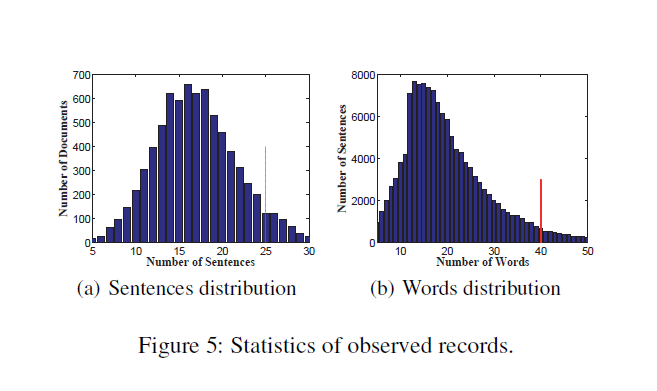 700
600
500
400
300
200
100
0
5 10 15 20 25 30
Number of Documents
Number of Sentences
(a) Sentences distribution
8000
6000
4000
2000
0
10 20 30 40 50
Number of Sentences
Number of Words
(b) Words distribution
Figure 5: Statistics of observed records.